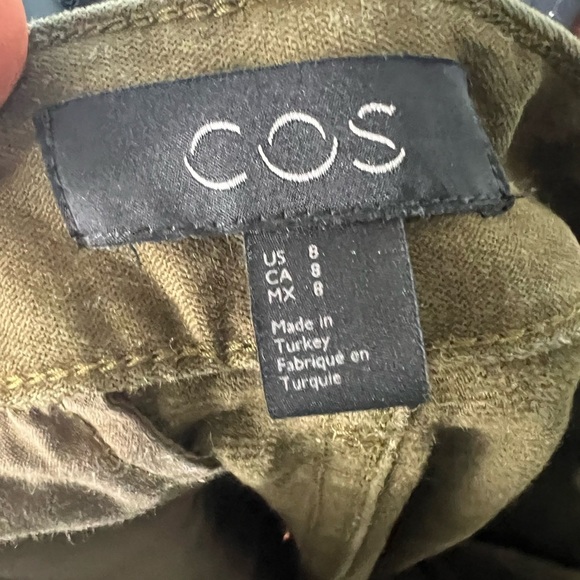 COS
US 8
CA 8
MX 8
Made in
Turkey
Fabriqué en
Turquie